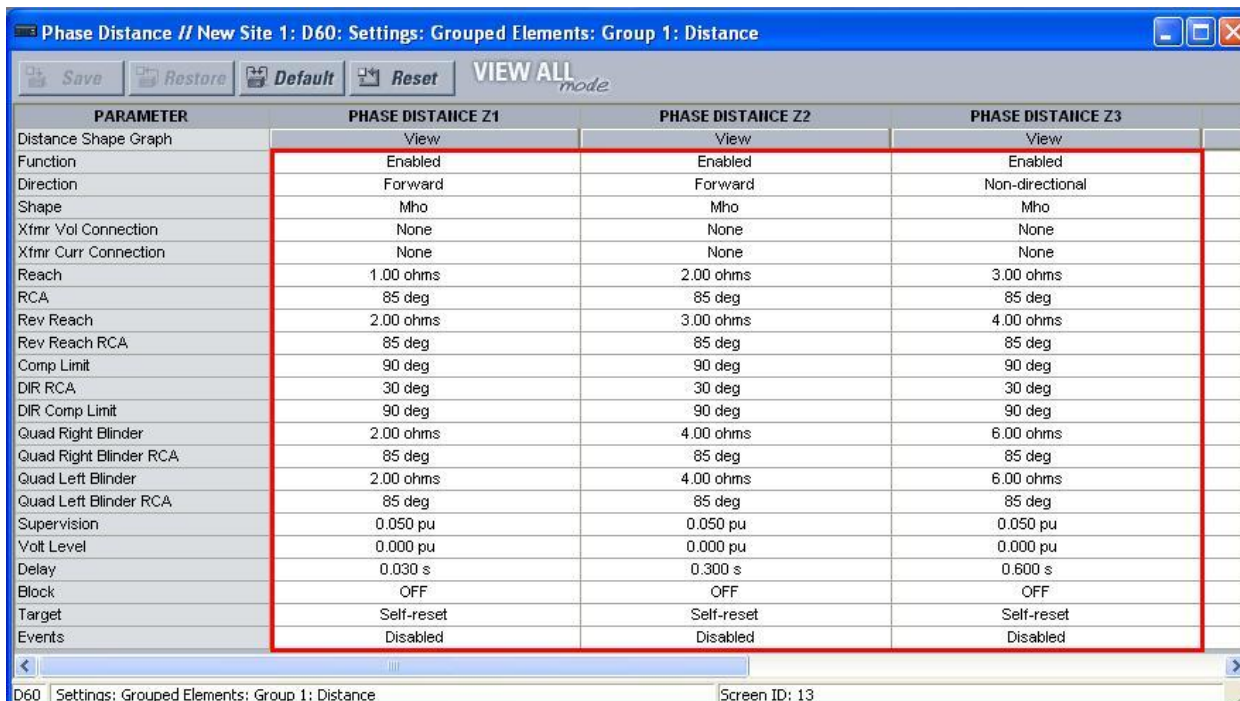 Phase Distance // New Site 1: D60: Settings: Grouped Elements: Group 1: Distance
Save Restore Default Reset VIEW ALL mode
PARAMETER PHASE DISTANCE Z1 PHASE DISTANCE Z2 PHASE DISTANCE Z3
Distance Shape Graph View View View
Function Enabled Enabled Enabled
Direction Forward Forward Non-directional
Shape Mho Mho Mho
Xfmr Vol Connection None None None
Xfmr Curr Connection None None None
Reach 1.00 ohms 2.00 ohms 3.00 ohms
RCA 85 deg 85 deg 85 deg
Rev Reach 2.00 ohms 3.00 ohms 4.00 ohms
Rev Reach RCA 85 deg 85 deg 85 deg
Comp Limit 90 deg 90 deg 90 deg
DIR RCA 30 deg 30 deg 30 deg
DIR Comp Limit 90 deg 90 deg 90 deg
Quad Right Blinder 2.00 ohms 4.00 ohms 6.00 ohms
Quad Right Blinder RCA 85 deg 85 deg 85 deg
Quad Left Blinder 2.00 ohms 4.00 ohms 6.00 ohms
Quad Left Blinder RCA 85 deg 85 deg 85 deg
Supervision 0.050 pu 0.050 pu 0.050 pu
Volt Level 0.000 pu 0.000 pu 0.000 pu
Delay 0.030 s 0.300 s 0.600 s
Block OFF OFF OFF
Target Self-reset Self-reset Self-reset
Events Disabled Disabled Disabled
D60 Settings: Grouped Elements: Group 1: Distance Screen ID: 13